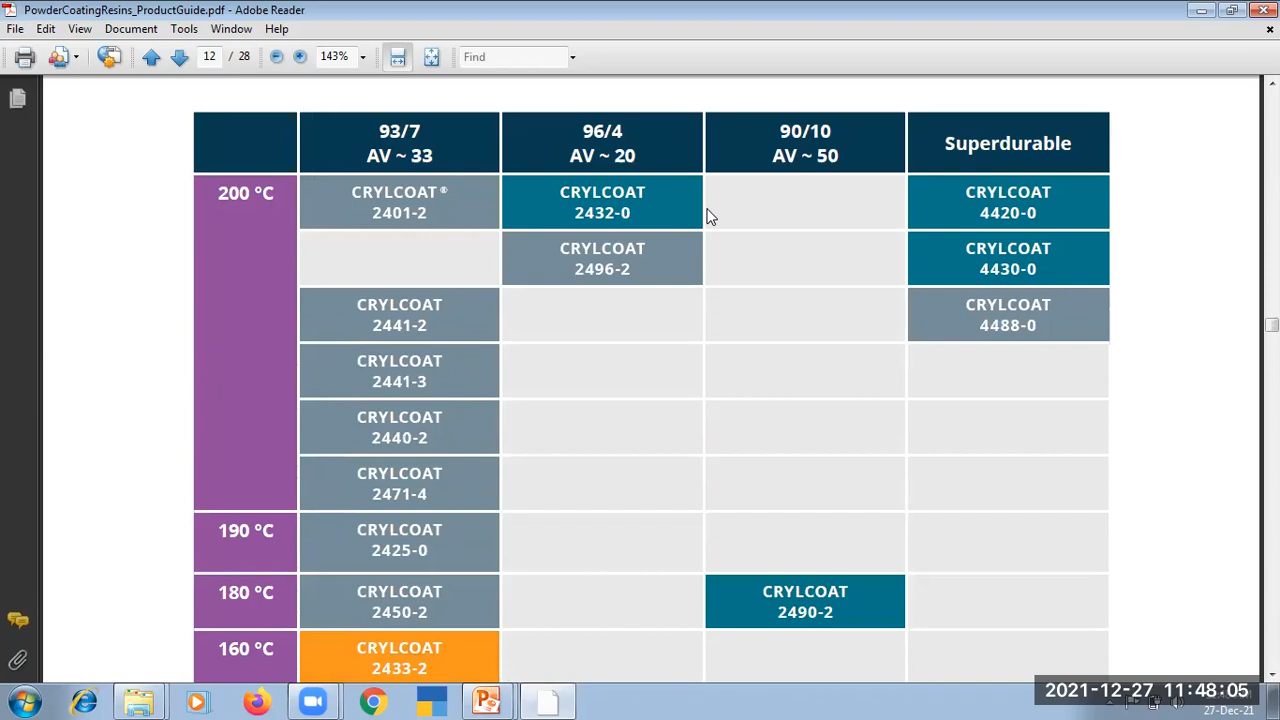 PowderCoatingResins_ProductGuide.pdf - Adobe Reader
File Edit View Document Tools Window Help
12 / 28 143% Find
93/7 96/4 90/10 Superdurable
AV ~ 33 AV ~ 20 AV ~ 50
200 °C CRYLCOAT® CRYLCOAT CRYLCOAT
2401-2 2432-0 4420-0
CRYLCOAT CRYLCOAT
2496-2 4430-0
CRYLCOAT CRYLCOAT
2441-2 4488-0
CRYLCOAT
2441-3
CRYLCOAT
2440-2
CRYLCOAT
2471-4
190 °C CRYLCOAT
2425-0
180 °C CRYLCOAT CRYLCOAT
2450-2 2490-2
160 °C CRYLCOAT
2433-2
2021-12-27 11:48:05
27-Dec-21